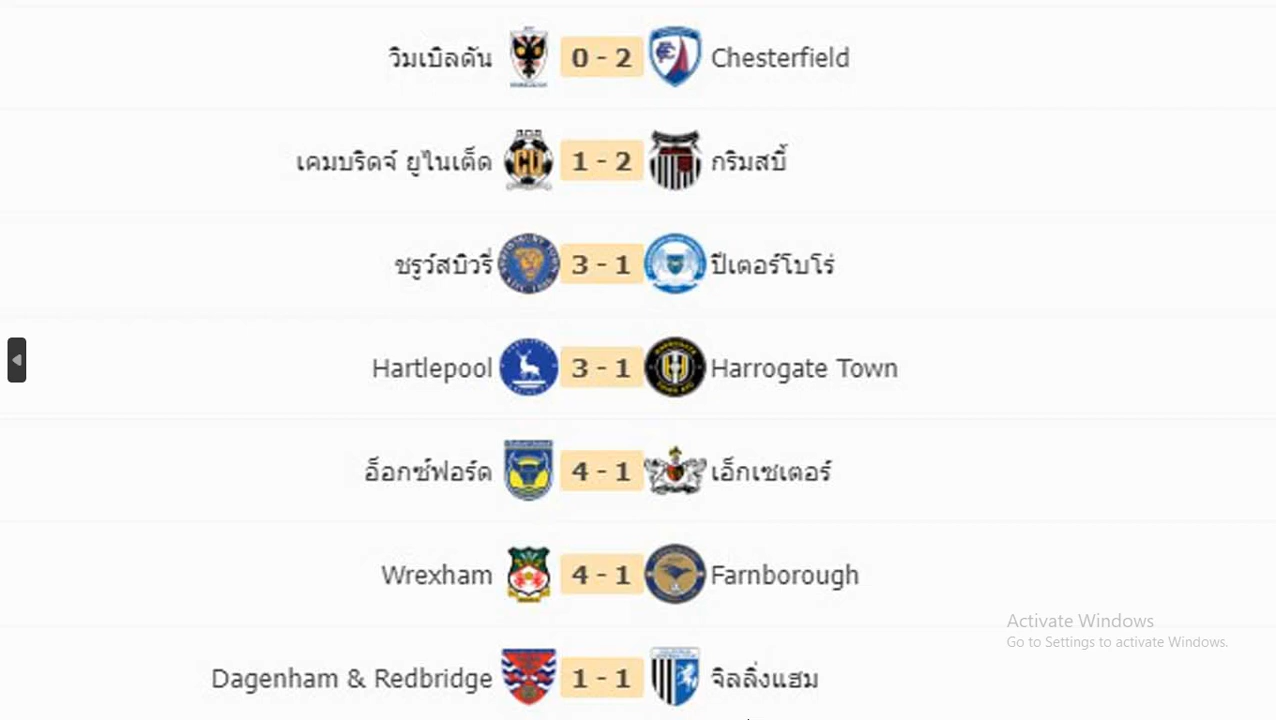 วิมเบิลดัน 0 - 2 Chesterfield
เคมบริดจ์ ยูไนเต็ด 1 - 2 กริมสบี้
ชรูว์สบิวรี่ 3 - 1 ปีเตอร์โบโร่
Hartlepool 3 - 1 Harrogate Town
อ็อกซ์ฟอร์ด 4 - 1 เอ็กเซเตอร์
Wrexham 4 - 1 Farnborough
Activate Windows
Go to Settings to activate Windows.
Dagenham & Redbridge 1 - 1 จิลลิ่งแฮม